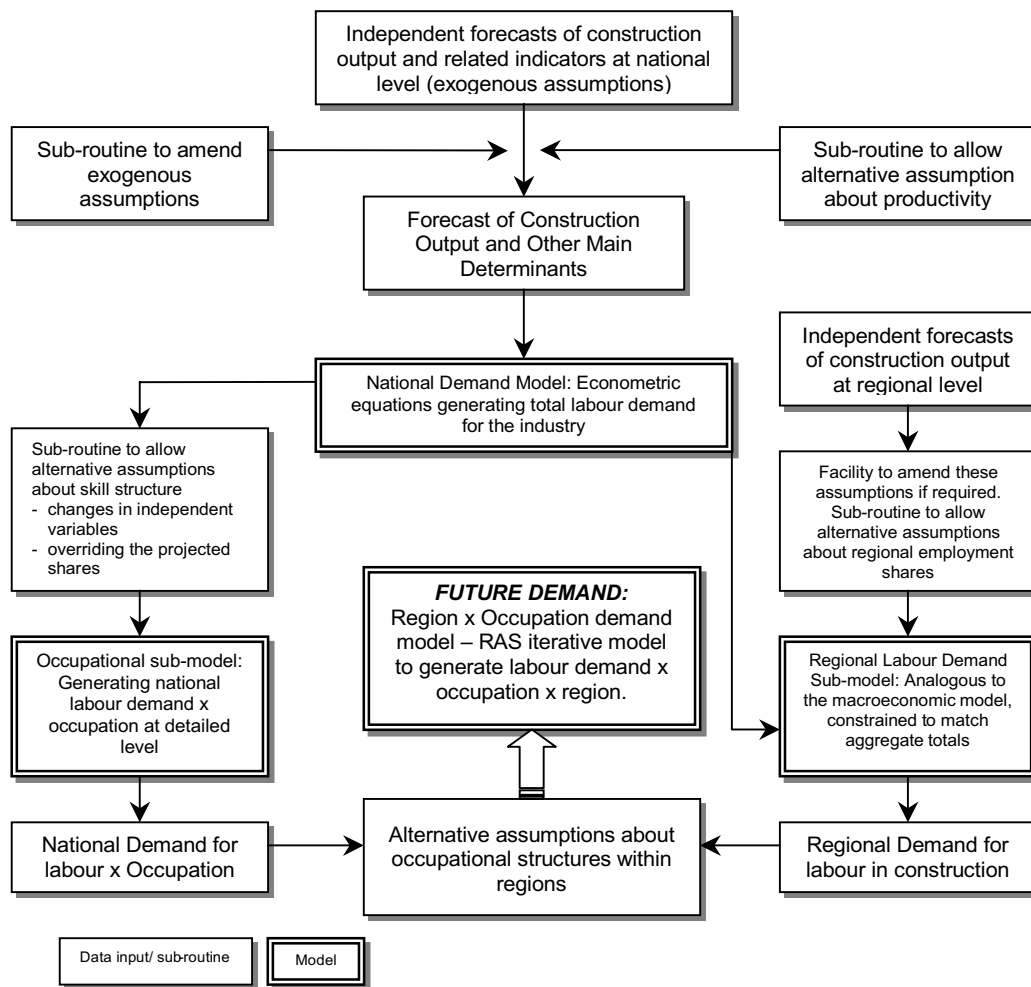 Independent forecasts of construction
output and related indicators at national
level (exogenous assumptions)
Sub-routine to amend
exogenous
assumptions
Sub-routine to allow
alternative assumption
about productivity
Forecast of Construction
Output and Other Main
Determinants
Independent forecasts
of construction output
at regional level
National Demand Model: Econometric
equations generating total labour demand
for the industry
Sub-routine to allow
alternative assumptions
about skill structure
- changes in independent
variables
- overriding the projected
shares
Facility to amend these
assumptions if required.
Sub-routine to allow
alternative assumptions
about regional employment
shares
FUTURE DEMAND:
Region x Occupation demand
model – RAS iterative model
to generate labour demand x
occupation x region.
Occupational sub-model:
Generating national
labour demand x
occupation at detailed
level
Regional Labour Demand
Sub-model: Analogous to
the macroeconomic model,
constrained to match
aggregate totals
National Demand for
labour x Occupation
Alternative assumptions about
occupational structures within
regions
Regional Demand for
labour in construction
Data input/ sub-routine
Model